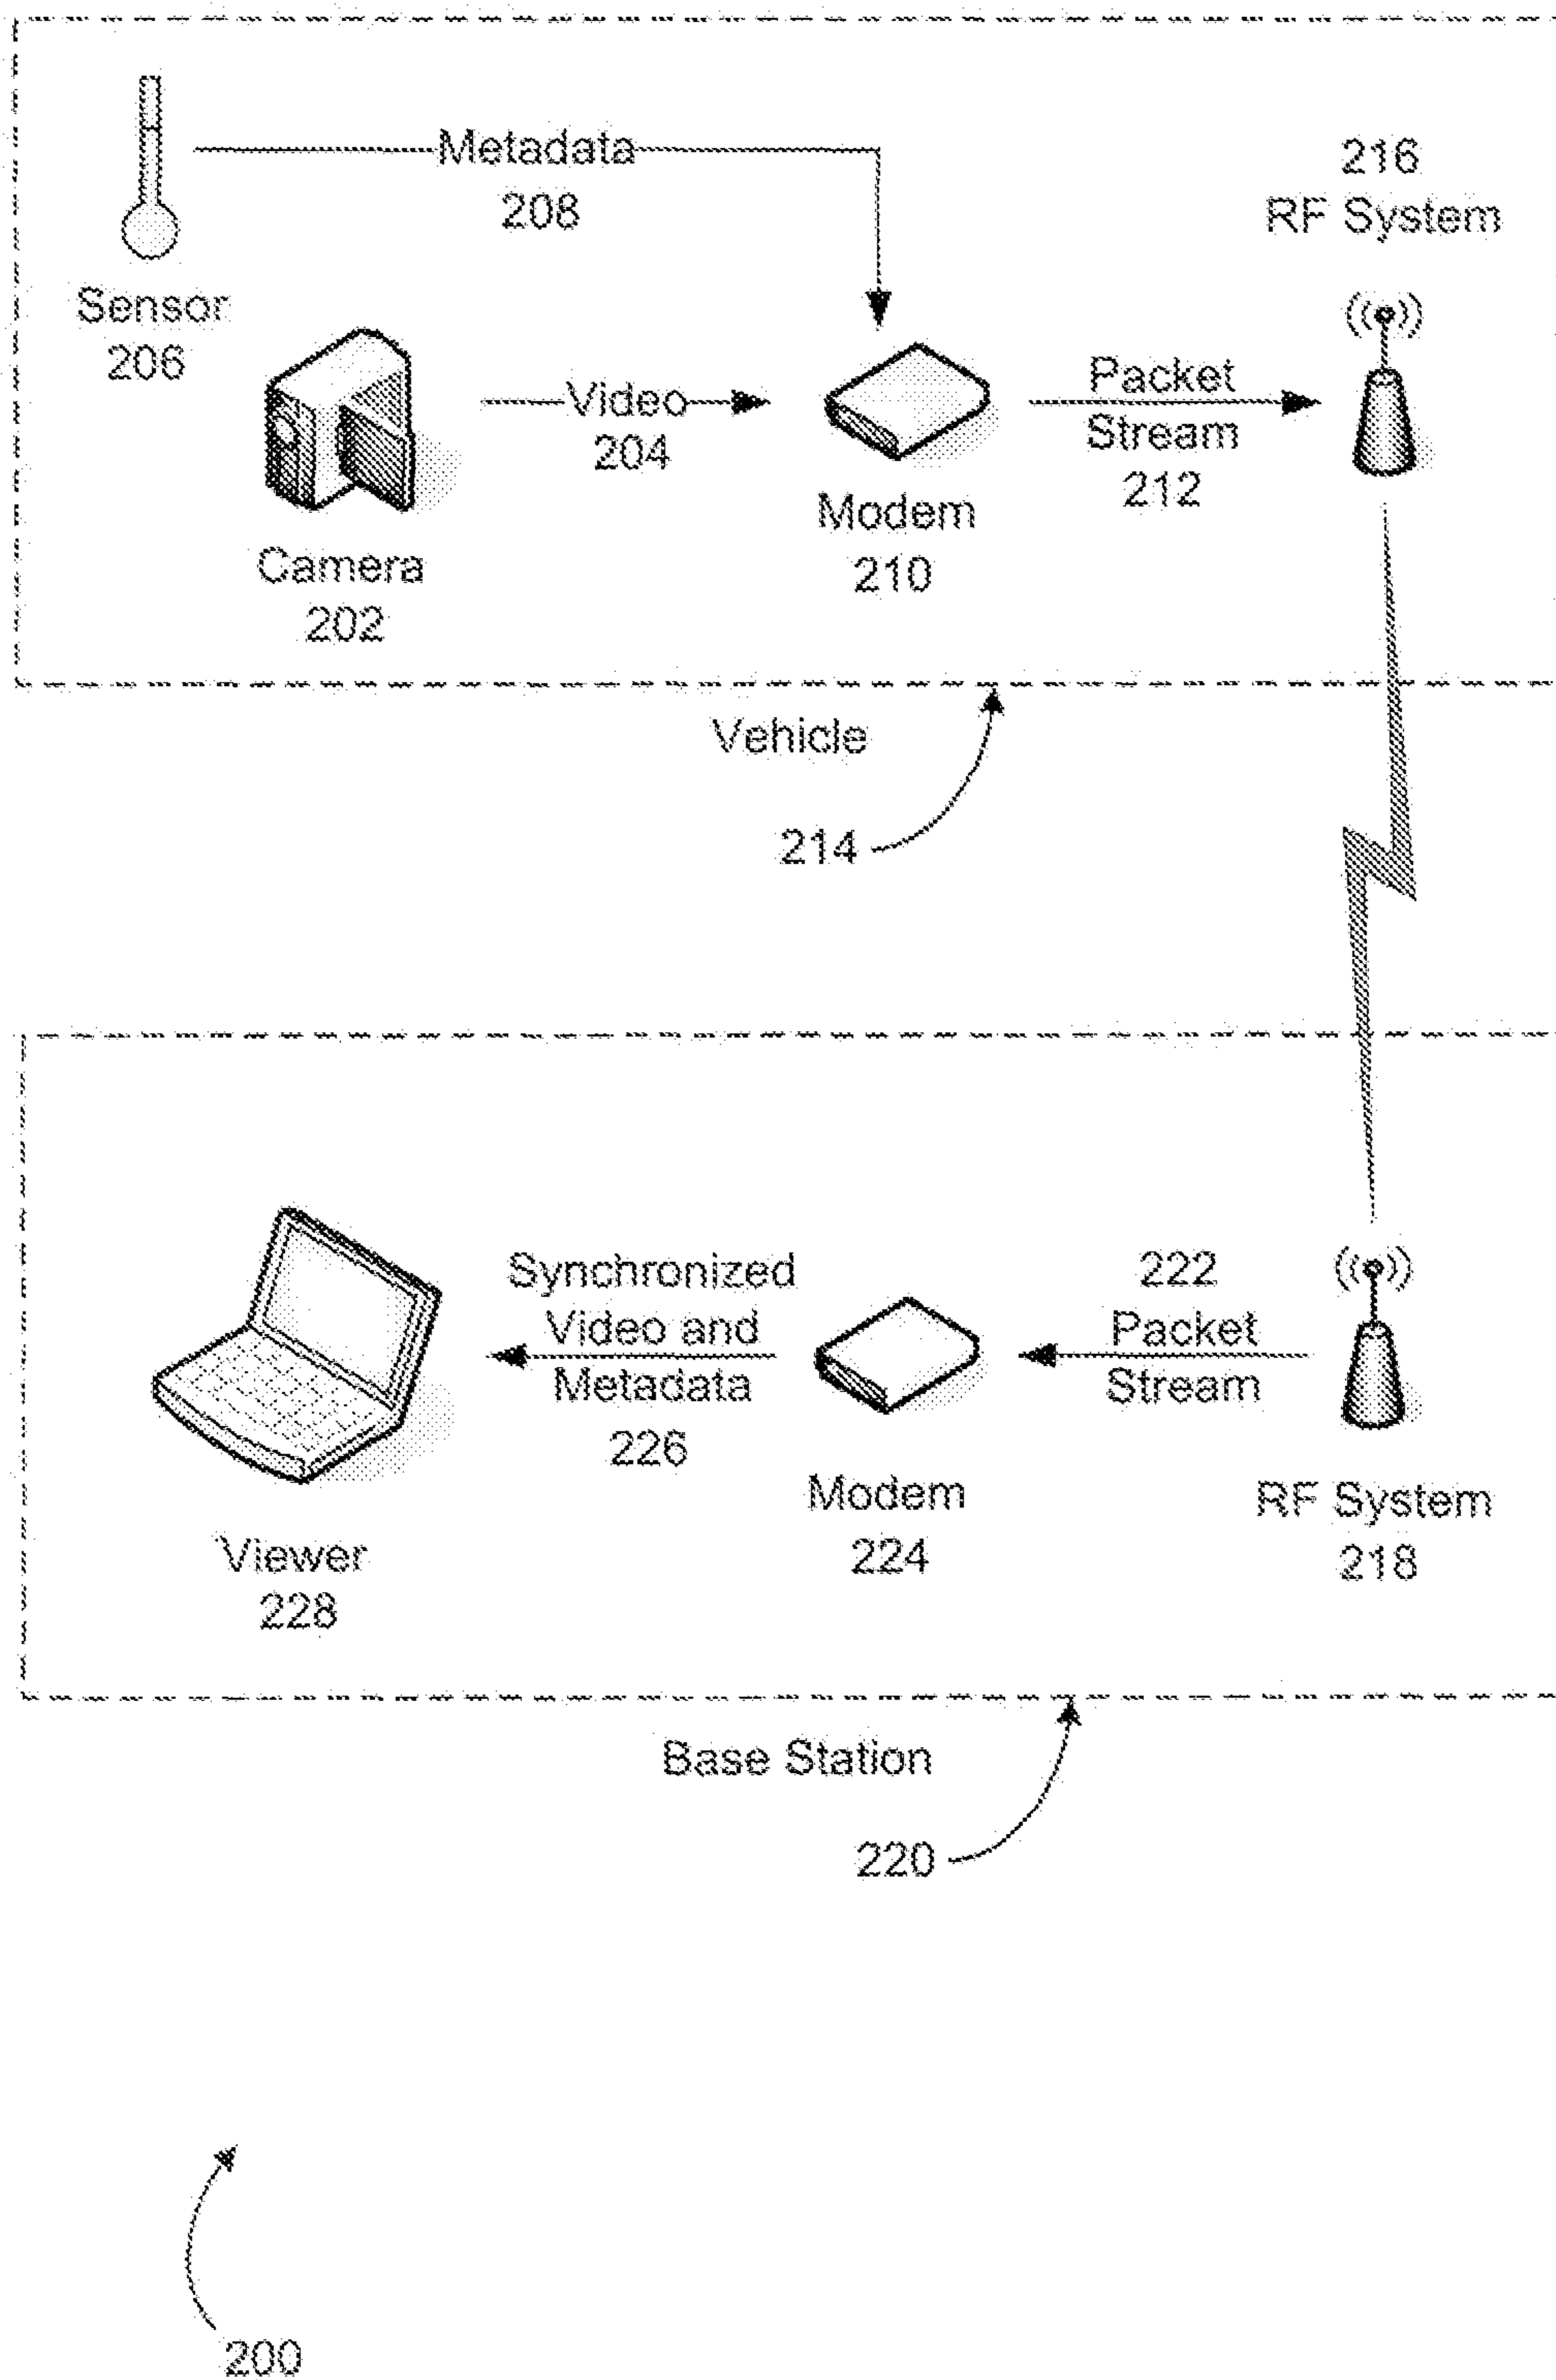 Metadata
208
216
RF System
Sensor
206
Video
204
Packet
Stream
212
Modem
210
Camera
202
Vehicle
214
Synchronized
Video and
Metadata
226
222
Packet
Stream
Modem
224
RF System
218
Viewer
228
Base Station
220
200